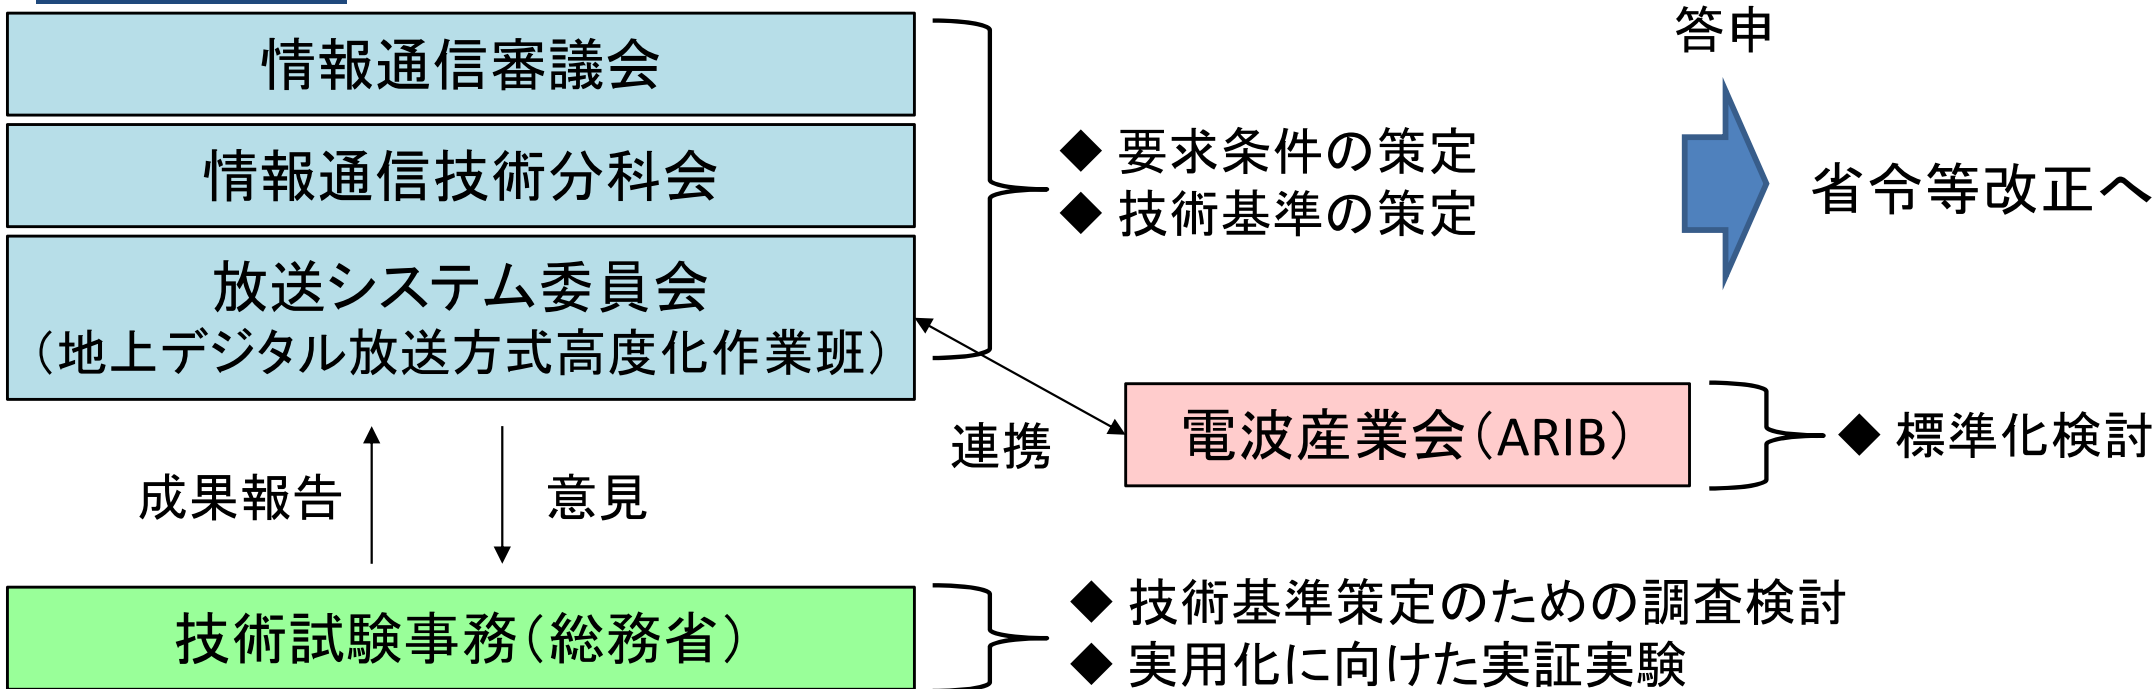 情報通信審議会
情報通信技術分科会
放送システム委員会
（地上デジタル放送方式高度化作業班）
◆ 要求条件の策定
◆ 技術基準の策定
答申
省令等改正へ
連携
電波産業会（ARIB）
◆ 標準化検討
成果報告
意見
技術試験事務（総務省）
◆ 技術基準策定のための調査検討
◆ 実用化に向けた実証実験